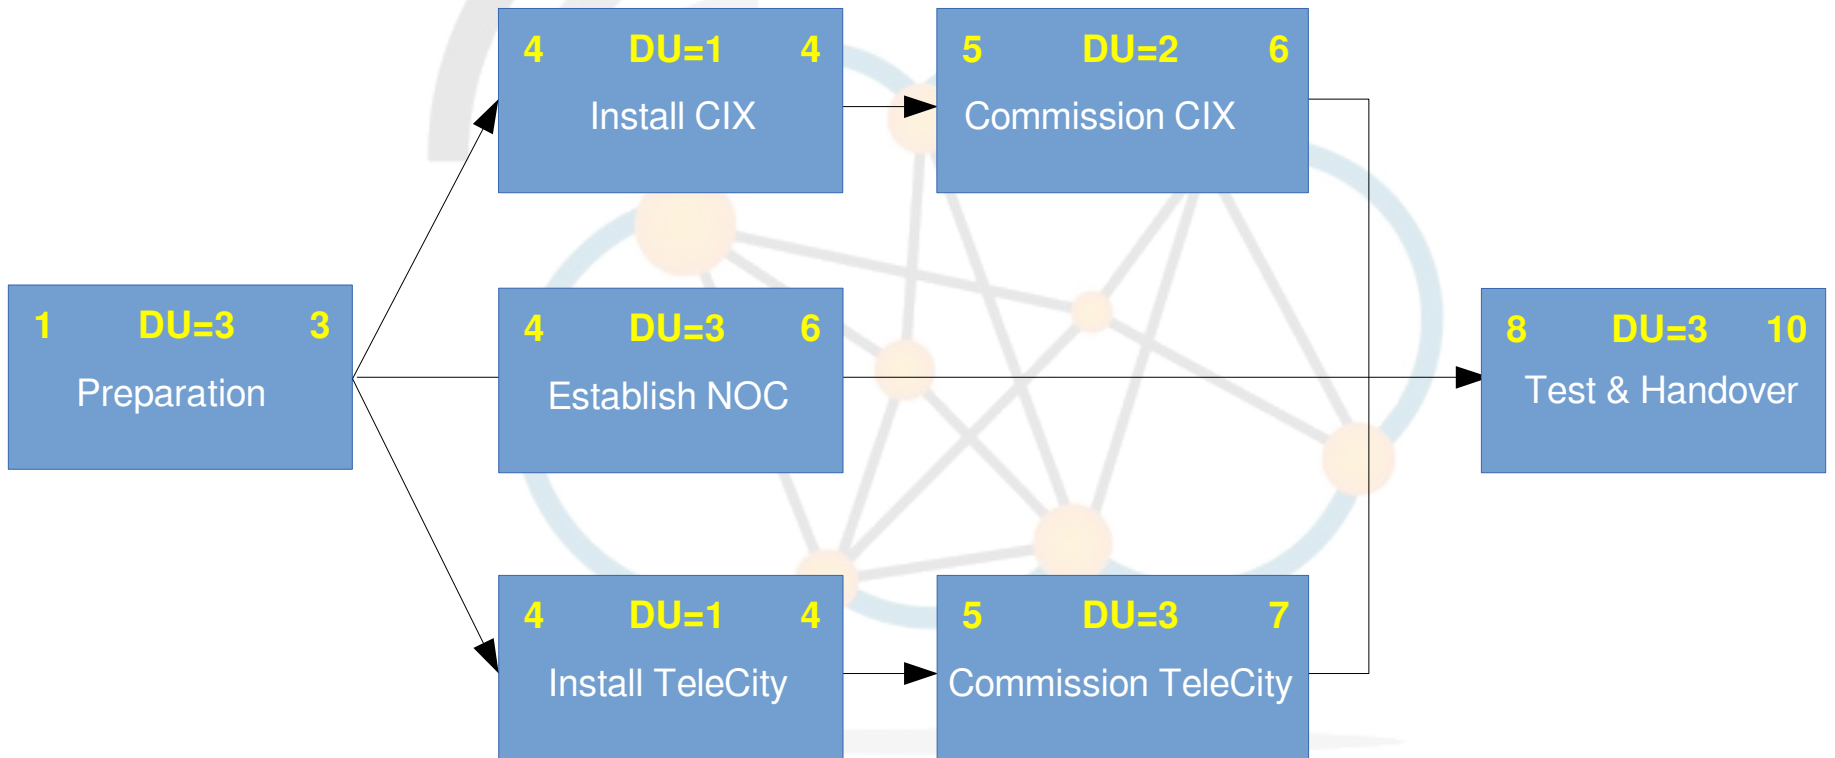 4 DU=1 4
Install CIX
5 DU=2 6
Commission CIX
1 DU=3 3
Preparation
4 DU=3 6
Establish NOC
8 DU=3 10
Test & Handover
4 DU=1 4
Install TeleCity
5 DU=3 7
Commission TeleCity